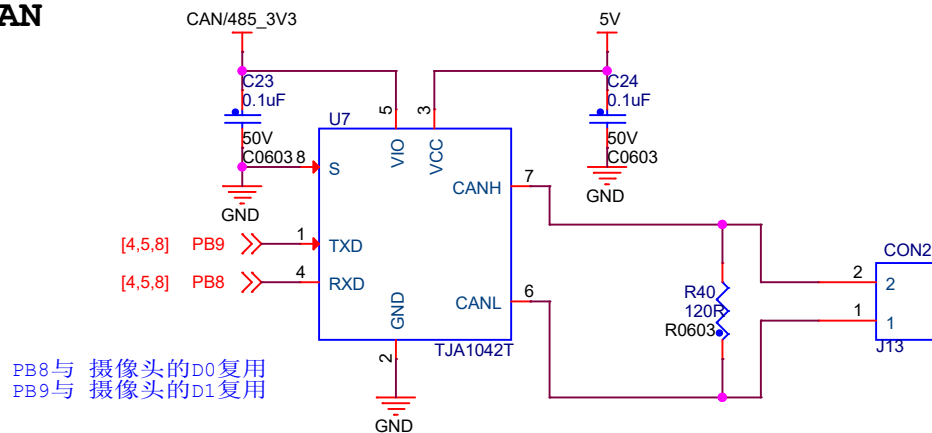 AN
CAN/485_3V3
5V
C23
0.1uF
50V
C0603
GND
C24
0.1uF
50V
C0603
GND
U7
5
3
VIO
VCC
8
S
CANH
7
[4,5,8] PB9
1
TXD
[4,5,8] PB8
4
RXD
CANL
6
GND
2
TJA1042T
GND
R40
120R
R0603
CON2
2
2
1
1
J13
PB8与 摄像头的D0复用
PB9与 摄像头的D1复用